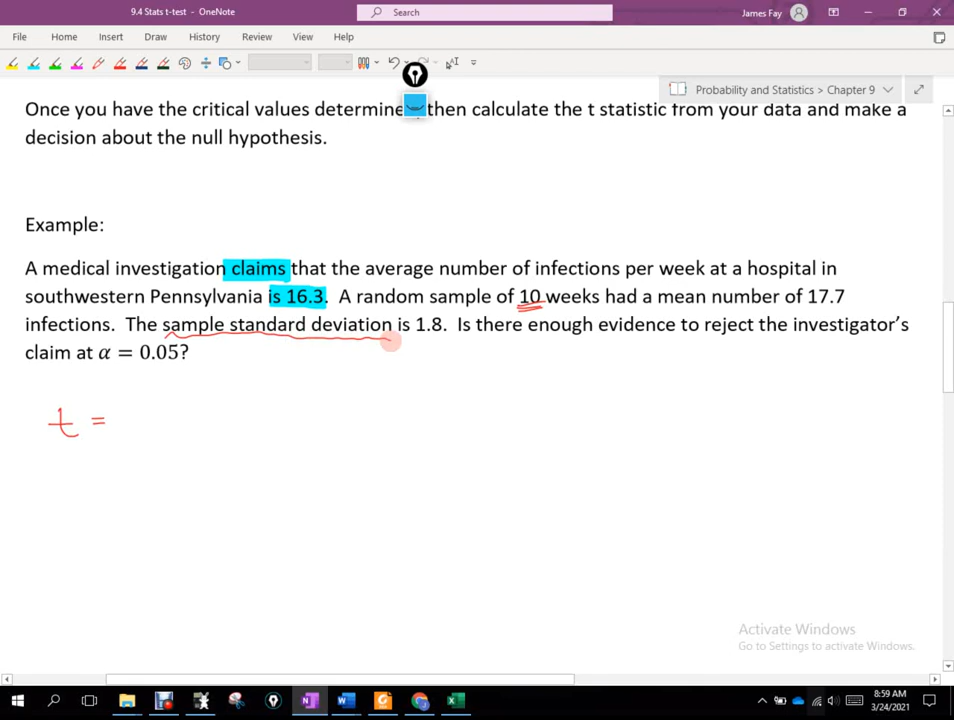 9.4 Stats t-test - OneNote
Search
James Fay
File Home Insert Draw History Review View Help
Probability and Statistics > Chapter 9
Once you have the critical values determine then calculate the t statistic from your data and make a
decision about the null hypothesis.
Example:
A medical investigation claims that the average number of infections per week at a hospital in
southwestern Pennsylvania is 16.3. A random sample of 10 weeks had a mean number of 17.7
infections. The sample standard deviation is 1.8. Is there enough evidence to reject the investigator's
claim at α = 0.05?
t =
Activate Windows
Go to Settings to activate Windows.
8:59 AM
3/24/2021